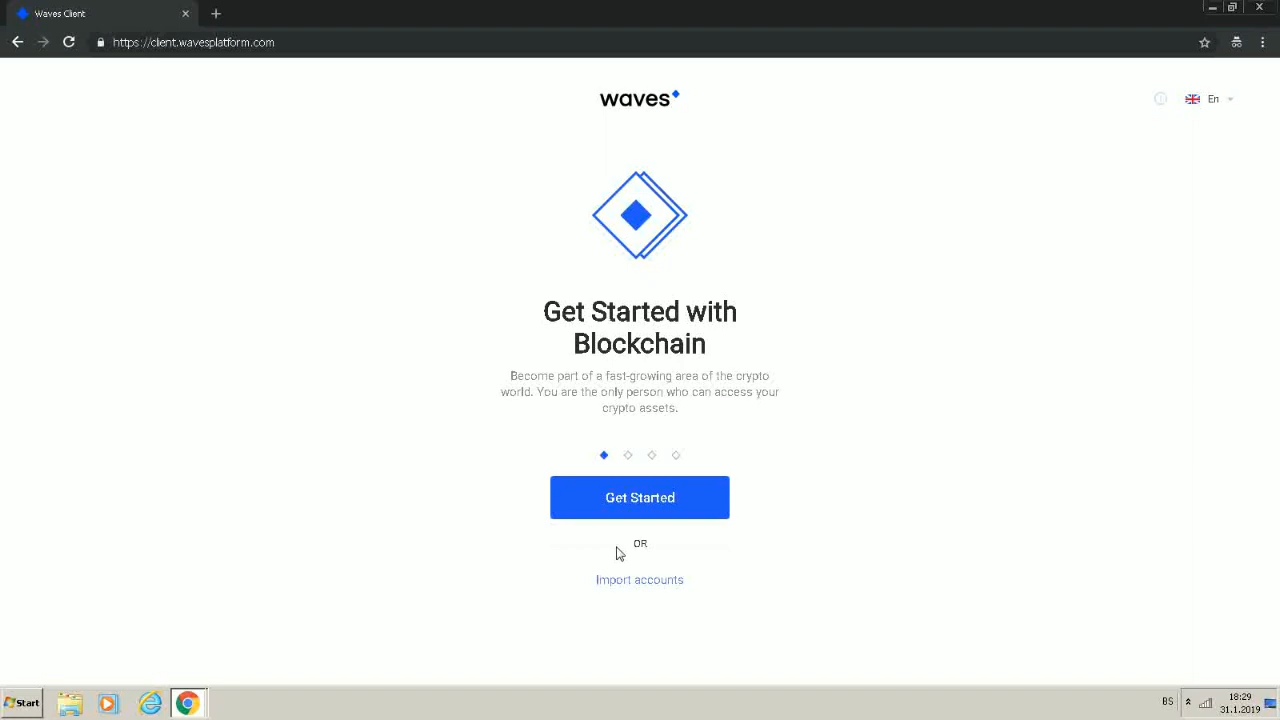 Waves Client
https://client.wavesplatform.com
waves
En
Get Started with
Blockchain
Become part of a fast-growing area of the crypto
world. You are the only person who can access your
crypto assets.
Get Started
OR
Import accounts
Start
BS
18:29
31.1.2019